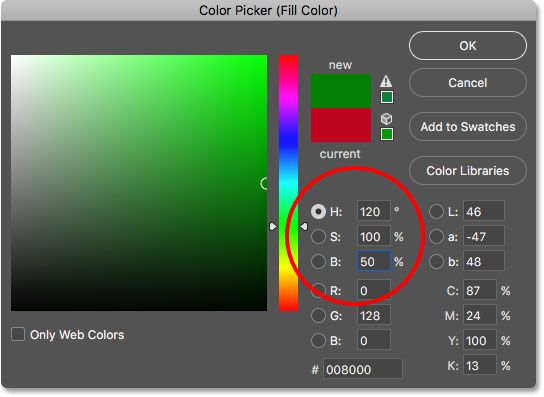 Color Picker (Fill Color)
new
current
OK
Cancel
Add to Swatches
Color Libraries
H: 120 °
S: 100 %
B: 50 %
R: 0
G: 128
B: 0
# 008000
L: 46
a: -47
b: 48
C: 87 %
M: 24 %
Y: 100 %
K: 13 %
Only Web Colors